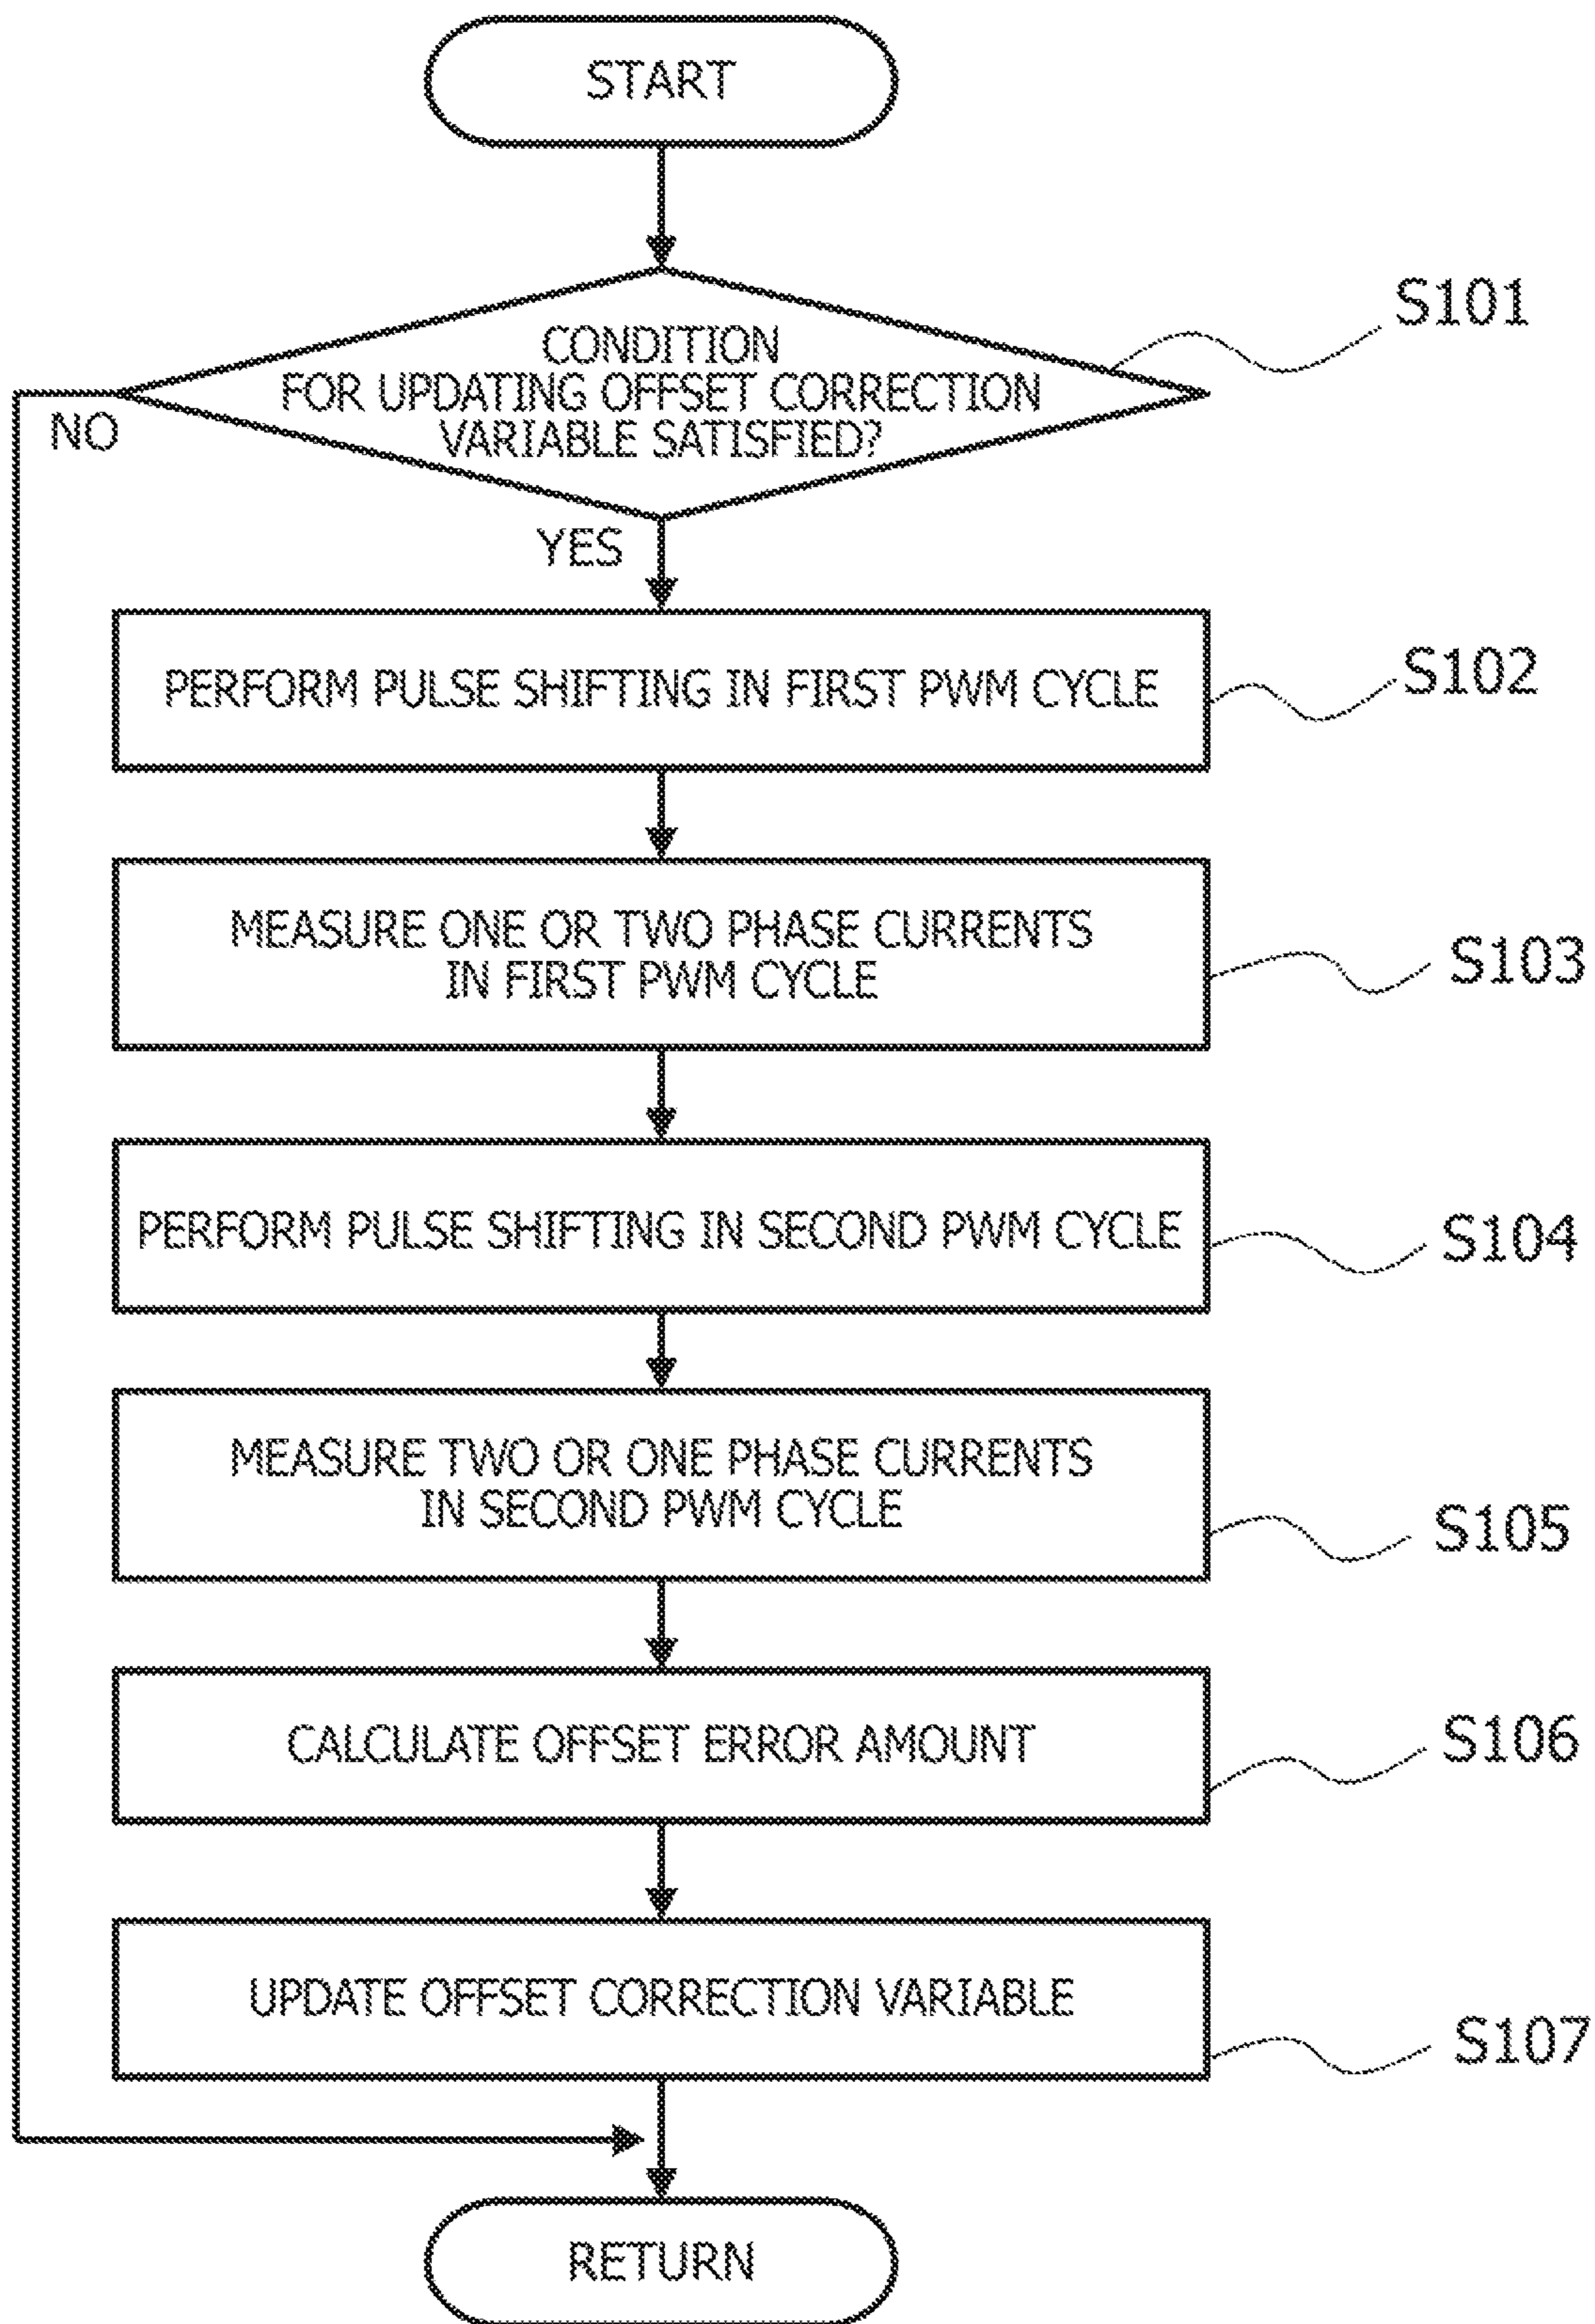 START
CONDITION
FOR UPDATING OFFSET CORRECTION
VARIABLE SATISFIED?
S101
NO
YES
PERFORM PULSE SHIFTING IN FIRST PWM CYCLE
S102
MEASURE ONE OR TWO PHASE CURRENTS
IN FIRST PWM CYCLE
S103
PERFORM PULSE SHIFTING IN SECOND PWM CYCLE
S104
MEASURE TWO OR ONE PHASE CURRENTS
IN SECOND PWM CYCLE
S105
CALCULATE OFFSET ERROR AMOUNT
S106
UPDATE OFFSET CORRECTION VARIABLE
S107
RETURN